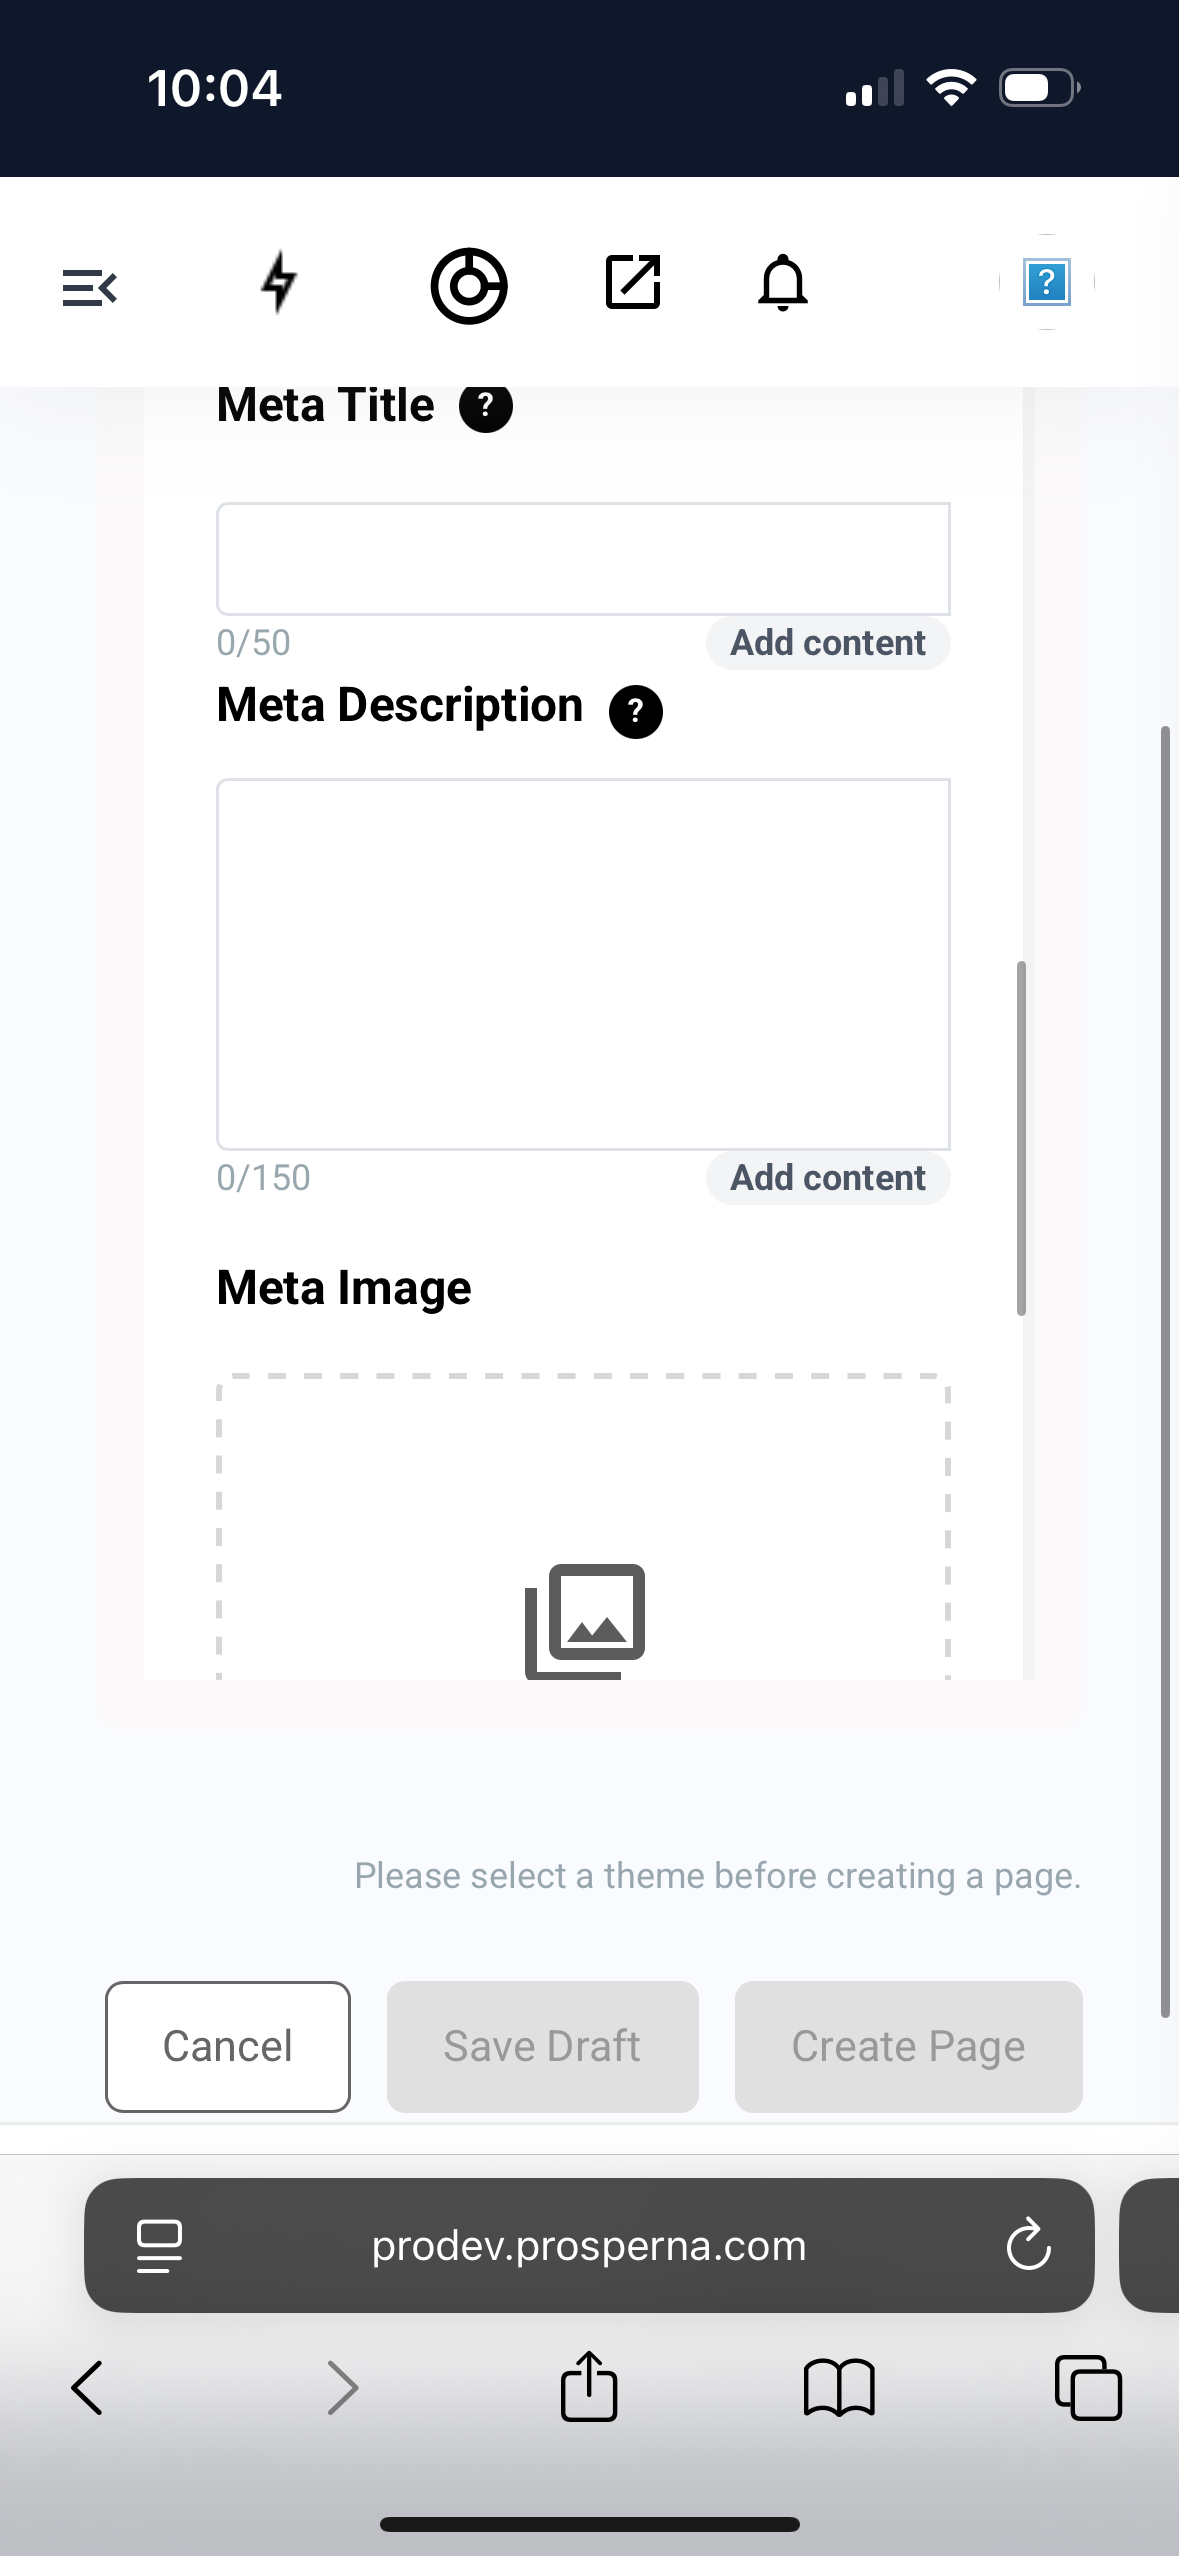 10:04
?
Meta Title ?
0/50 Add content
Meta Description ?
0/150 Add content
Meta Image
Please select a theme before creating a page.
Cancel Save Draft Create Page
prodev.prosperna.com